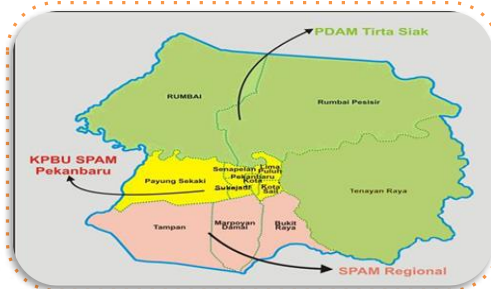 PDAM Tirta Siak
RUMBAI
Rumbai Pesisir
KPBU SPAM
Pekanbaru
Senapelan
Lima
Puluh
Pekanbaru
Kota
Payung Sekaki
Sukajadi
Kota
Sail
Tenayan Raya
Tampan
Marpoyan
Damai
Bukit
Raya
SPAM Regional